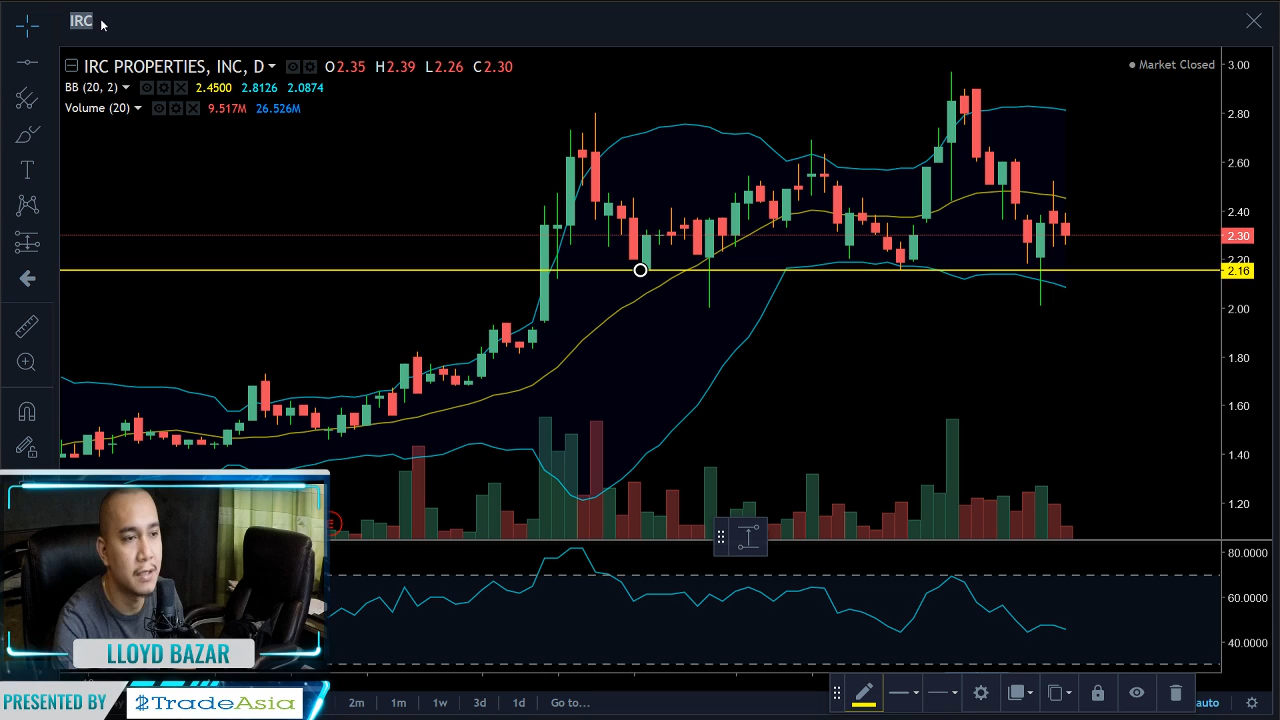 IRC
IRC PROPERTIES, INC, D O2.35 H2.39 L2.26 C2.30
Market Closed
BB (20, 2) 2.4500 2.8126 2.0874
Volume (20) 9.517M 26.526M
3.00
2.80
2.60
2.40
2.30
2.20
2.16
2.00
1.80
1.60
1.40
1.20
80.0000
60.0000
40.0000
LLOYD BAZAR
PRESENTED BY TradeAsia
2m 1m 1w 3d 1d Go to... auto